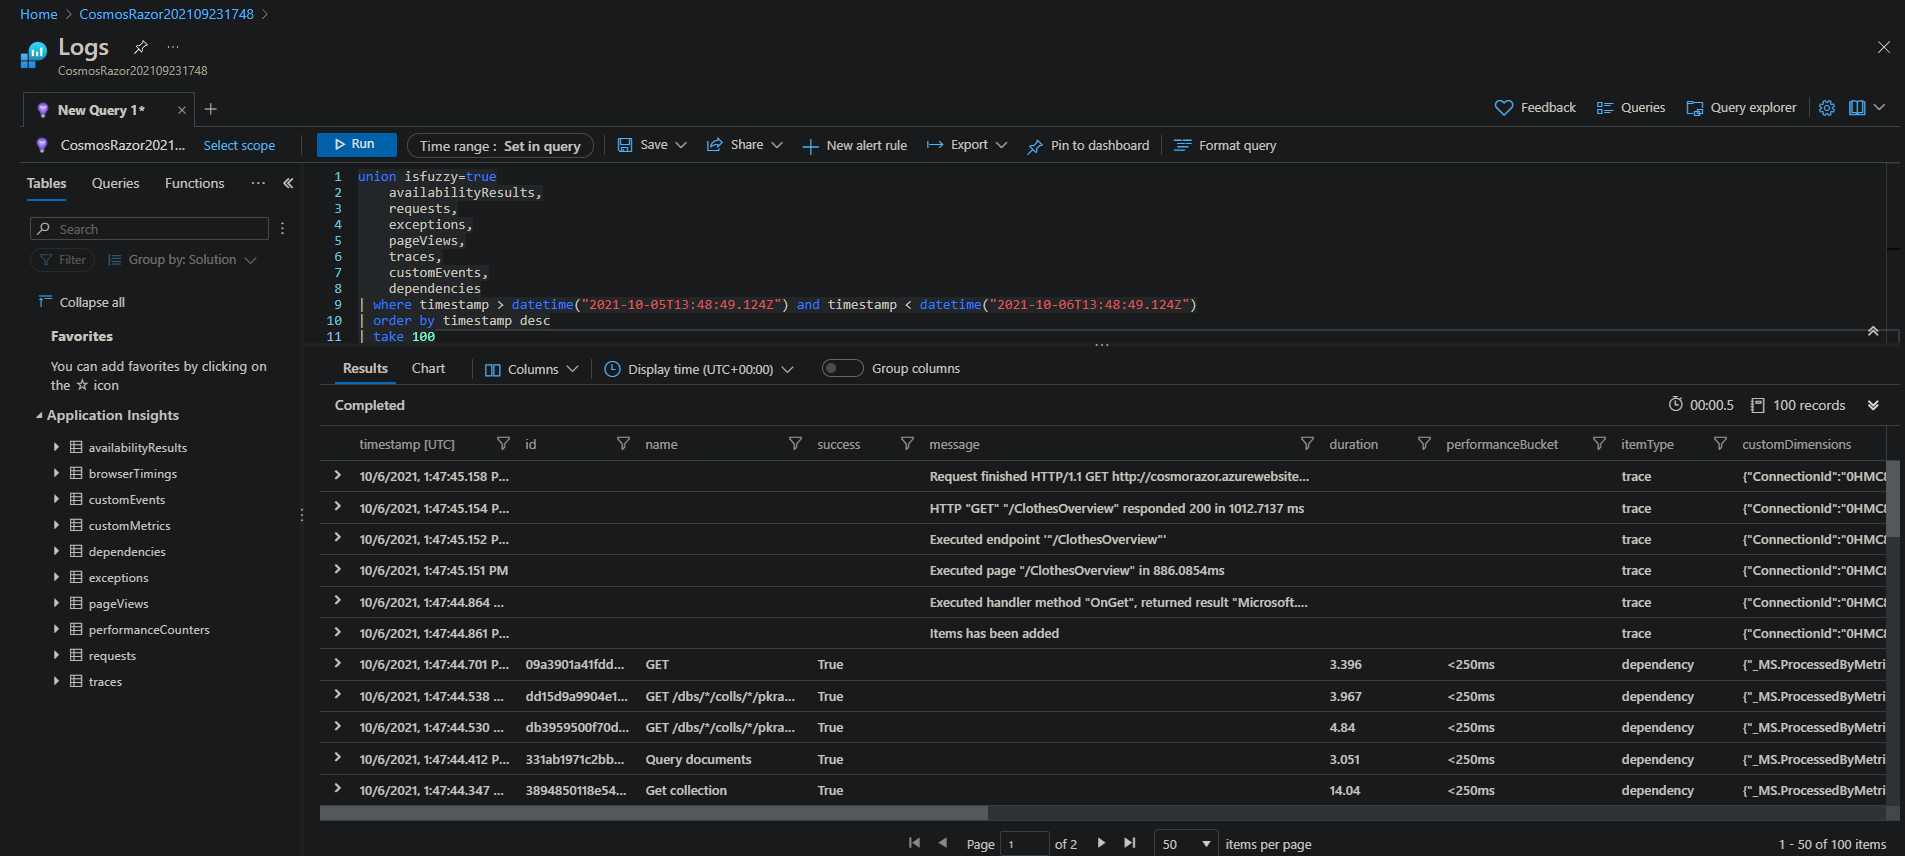 Home > CosmosRazor202109231748 >
Logs ...
CosmosRazor202109231748
New Query 1* × +
Feedback Queries Query explorer
CosmosRazor2021... Select scope Run Time range : Set in query Save Share New alert rule Export Pin to dashboard Format query
Tables Queries Functions ... «
Search
Filter Group by: Solution
Collapse all
Favorites
You can add favorites by clicking on
the ☆ icon
Application Insights
availabilityResults
browserTimings
customEvents
customMetrics
dependencies
exceptions
pageViews
performanceCounters
requests
traces
1 union isfuzzy=true
2 availabilityResults,
3 requests,
4 exceptions,
5 pageViews,
6 traces,
7 customEvents,
8 dependencies
9 | where timestamp > datetime("2021-10-05T13:48:49.124Z") and timestamp < datetime("2021-10-06T13:48:49.124Z")
10 | order by timestamp desc
11 | take 100
Results Chart Columns Display time (UTC+00:00) Group columns
Completed 00:00.5 100 records
timestamp [UTC] id name success message duration performanceBucket itemType customDimensions
10/6/2021, 1:47:45.158 P... Request finished HTTP/1.1 GET http://cosmorazor.azurewebsite... trace {"ConnectionId":"0HMC8
10/6/2021, 1:47:45.154 P... HTTP "GET" "/ClothesOverview" responded 200 in 1012.7137 ms trace {"ConnectionId":"0HMC8
10/6/2021, 1:47:45.152 P... Executed endpoint '"/ClothesOverview"' trace {"ConnectionId":"0HMC8
10/6/2021, 1:47:45.151 PM Executed page "/ClothesOverview" in 886.0854ms trace {"ConnectionId":"0HMC8
10/6/2021, 1:47:44.864 ... Executed handler method "OnGet", returned result "Microsoft.... trace {"ConnectionId":"0HMC8
10/6/2021, 1:47:44.861 P... Items has been added trace {"ConnectionId":"0HMC8
10/6/2021, 1:47:44.701 P... 09a3901a41fdd... GET True 3.396 <250ms dependency {"_MS.ProcessedByMetri
10/6/2021, 1:47:44.538 ... dd15d9a9904e1... GET /dbs/*/colls/*/pkra... True 3.967 <250ms dependency {"_MS.ProcessedByMetri
10/6/2021, 1:47:44.530 ... db3959500f70d... GET /dbs/*/colls/*/pkra... True 4.84 <250ms dependency {"_MS.ProcessedByMetri
10/6/2021, 1:47:44.412 P... 331ab1971c2bb... Query documents True 3.051 <250ms dependency {"_MS.ProcessedByMetri
10/6/2021, 1:47:44.347 ... 3894850118e54... Get collection True 14.04 <250ms dependency {"_MS.ProcessedByMetri
Page 1 of 2 50 items per page 1 - 50 of 100 items